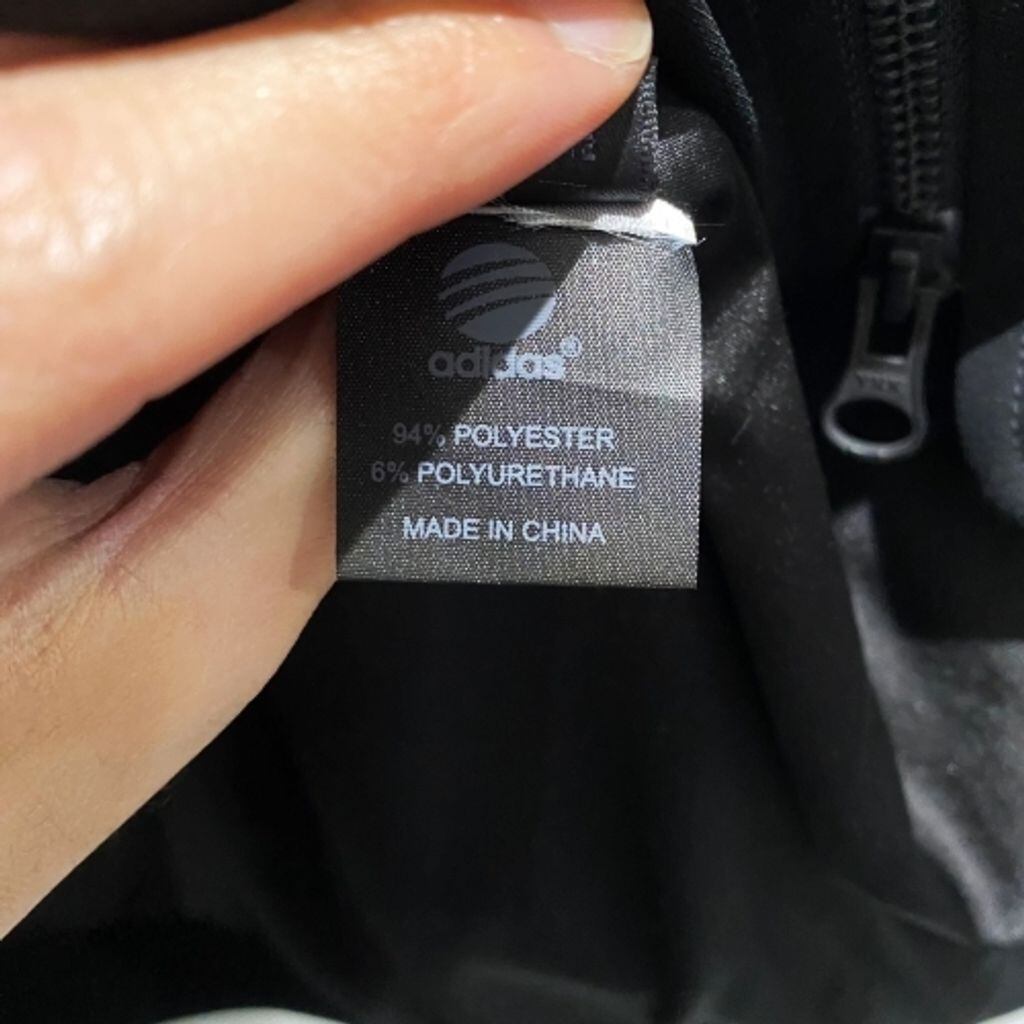 adidas®
94% POLYESTER
6% POLYURETHANE
MADE IN CHINA